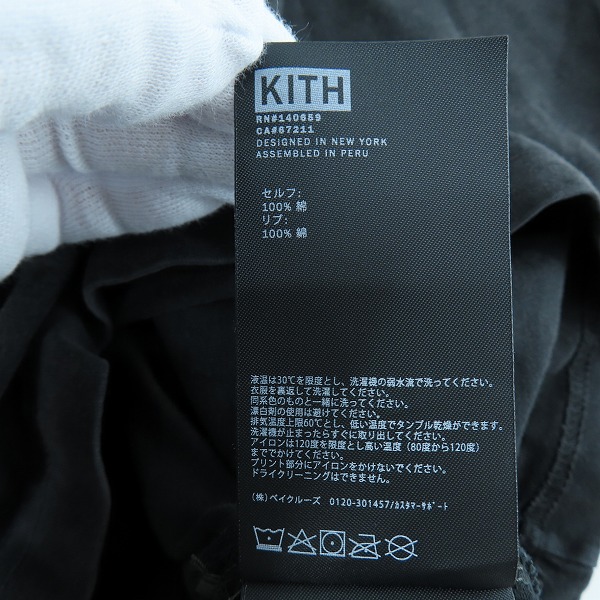 KITH
RN#140659
CA#67211
DESIGNED IN NEW YORK
ASSEMBLED IN PERU
セルフ:
100% 綿
リブ:
100% 綿
液温は30℃を限度とし、洗濯機の弱水流で洗ってください。
衣服を裏返して洗濯してください。
同系色のものと一緒に洗ってください。
漂白剤の使用は避けてください。
排気温度上限60℃とし、低い温度でタンブル乾燥ができます。
洗濯機が止まったらすぐに取り出してください。
アイロンは120度を限度とし高い温度（80度から120度）
まででかけてください。
プリント部分にアイロンをかけないでください。
ドライクリーニングはできません。
(株) ベイクルーズ 0120-301457/ｶｽﾀﾏｰｻﾎﾟｰﾄ